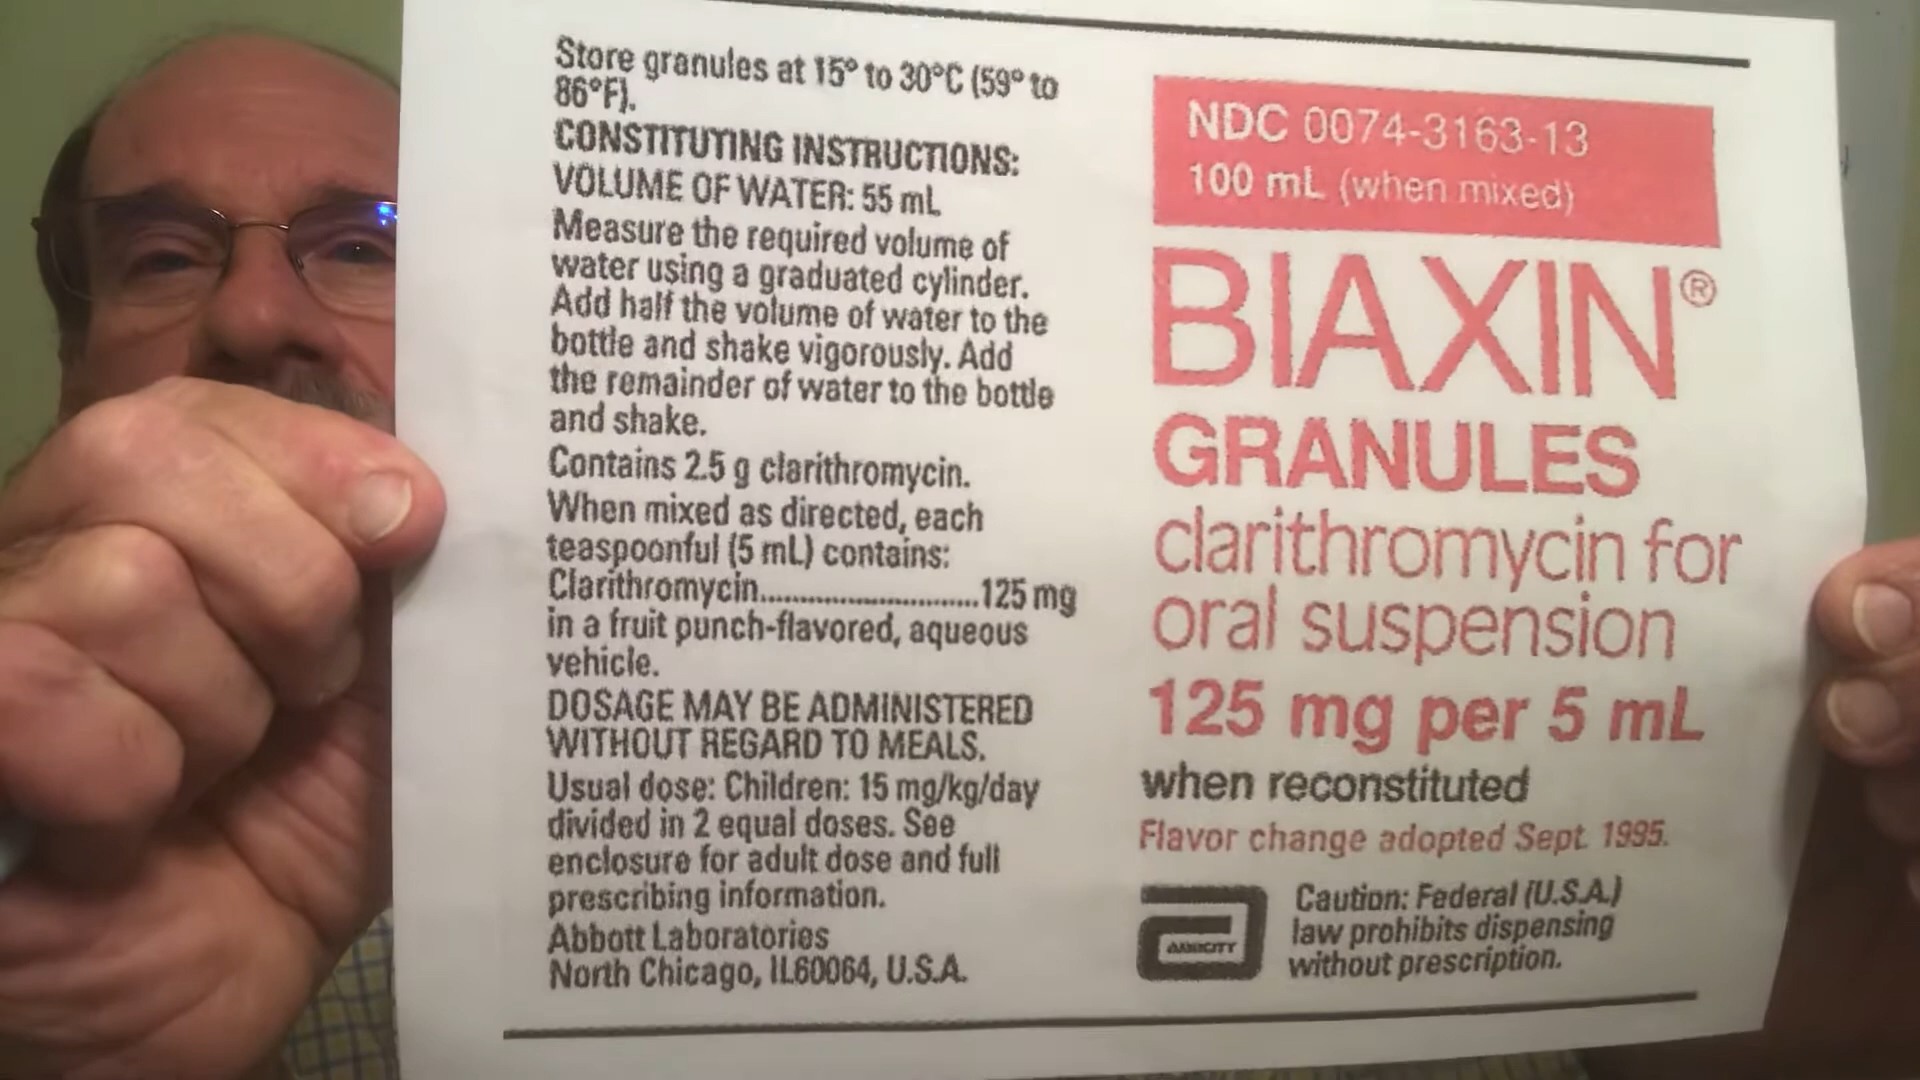 Store granules at 15° to 30°C (59° to
86°F).
CONSTITUTING INSTRUCTIONS:
VOLUME OF WATER: 55 mL
Measure the required volume of
water using a graduated cylinder.
Add half the volume of water to the
bottle and shake vigorously. Add
the remainder of water to the bottle
and shake.
Contains 2.5 g clarithromycin.
When mixed as directed, each
teaspoonful (5 mL) contains:
Clarithromycin............................125 mg
in a fruit punch-flavored, aqueous
vehicle.
DOSAGE MAY BE ADMINISTERED
WITHOUT REGARD TO MEALS.
Usual dose: Children: 15 mg/kg/day
divided in 2 equal doses. See
enclosure for adult dose and full
prescribing information.
Abbott Laboratories
North Chicago, IL60064, U.S.A.
NDC 0074-3163-13
100 mL (when mixed)
BIAXIN®
GRANULES
clarithromycin for
oral suspension
125 mg per 5 mL
when reconstituted
Flavor change adopted Sept. 1995.
Caution: Federal (U.S.A.)
law prohibits dispensing
without prescription.